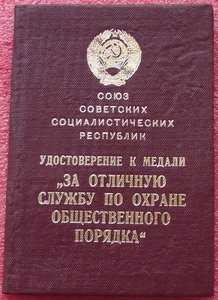 СОЮЗ
СОВЕТСКИХ
СОЦИАЛИСТИЧЕСКИХ
РЕСПУБЛИК
УДОСТОВЕРЕНИЕ К МЕДАЛИ
„ЗА ОТЛИЧНУЮ
СЛУЖБУ ПО ОХРАНЕ
ОБЩЕСТВЕННОГО
ПОРЯДКА“